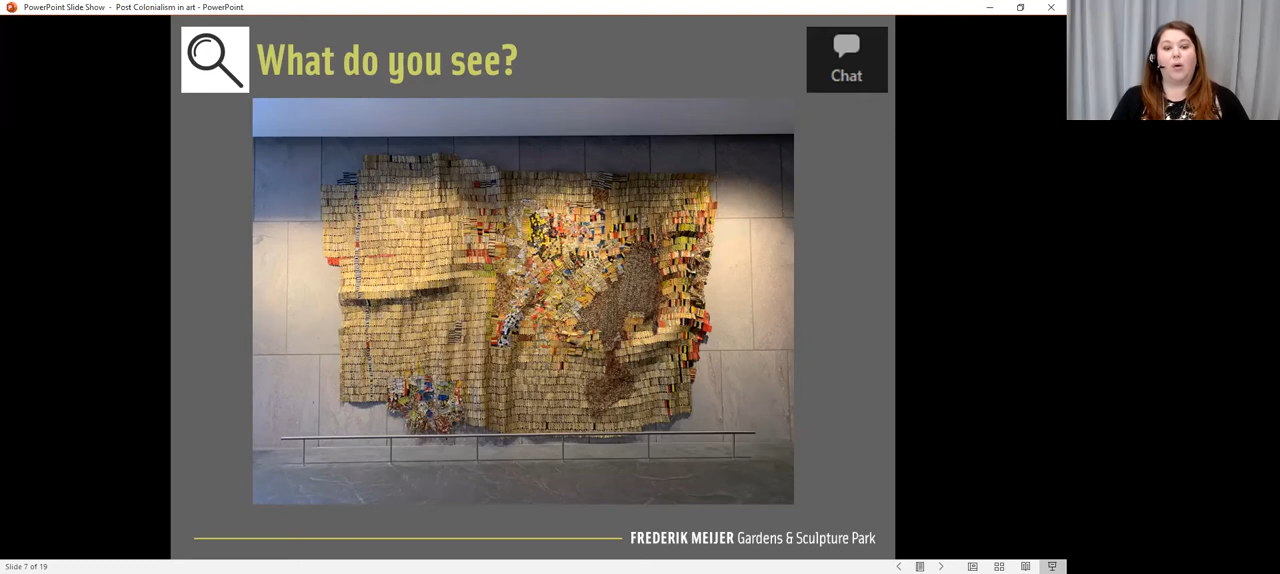 PowerPoint Slide Show - Post Colonialism in art - PowerPoint
What do you see?
Chat
FREDERIK MEIJER Gardens & Sculpture Park
Slide 7 of 19